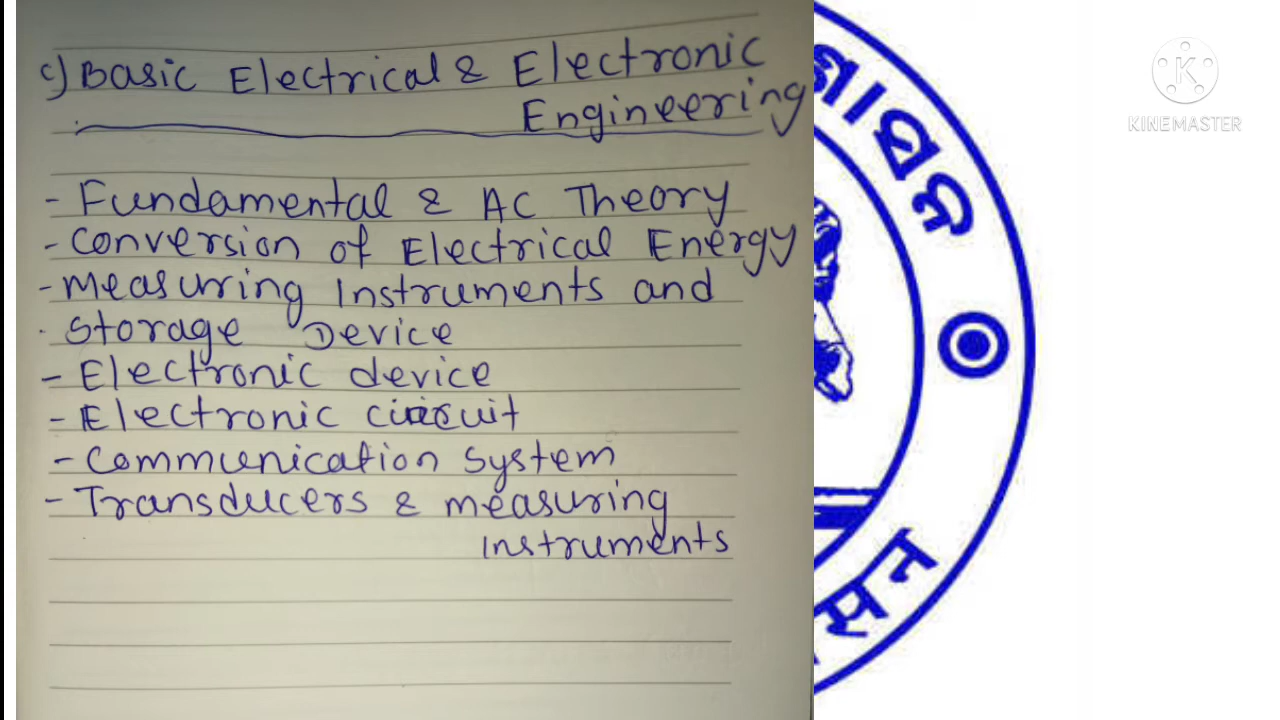 c) Basic Electrical & Electronic
Engineering
- Fundamental & AC Theory
- Conversion of Electrical Energy
- Measuring Instruments and
Storage Device
- Electronic device
- Electronic circuit
- Communication System
- Transducers & measuring
Instruments
KINEMASTER